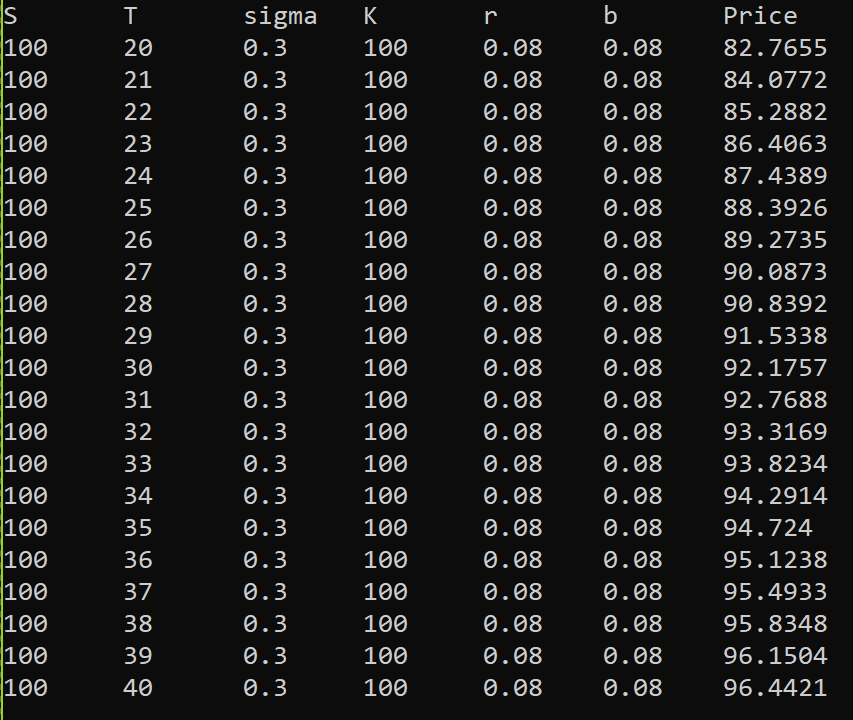 S T sigma K r b Price
100 20 0.3 100 0.08 0.08 82.7655
100 21 0.3 100 0.08 0.08 84.0772
100 22 0.3 100 0.08 0.08 85.2882
100 23 0.3 100 0.08 0.08 86.4063
100 24 0.3 100 0.08 0.08 87.4389
100 25 0.3 100 0.08 0.08 88.3926
100 26 0.3 100 0.08 0.08 89.2735
100 27 0.3 100 0.08 0.08 90.0873
100 28 0.3 100 0.08 0.08 90.8392
100 29 0.3 100 0.08 0.08 91.5338
100 30 0.3 100 0.08 0.08 92.1757
100 31 0.3 100 0.08 0.08 92.7688
100 32 0.3 100 0.08 0.08 93.3169
100 33 0.3 100 0.08 0.08 93.8234
100 34 0.3 100 0.08 0.08 94.2914
100 35 0.3 100 0.08 0.08 94.724
100 36 0.3 100 0.08 0.08 95.1238
100 37 0.3 100 0.08 0.08 95.4933
100 38 0.3 100 0.08 0.08 95.8348
100 39 0.3 100 0.08 0.08 96.1504
100 40 0.3 100 0.08 0.08 96.4421